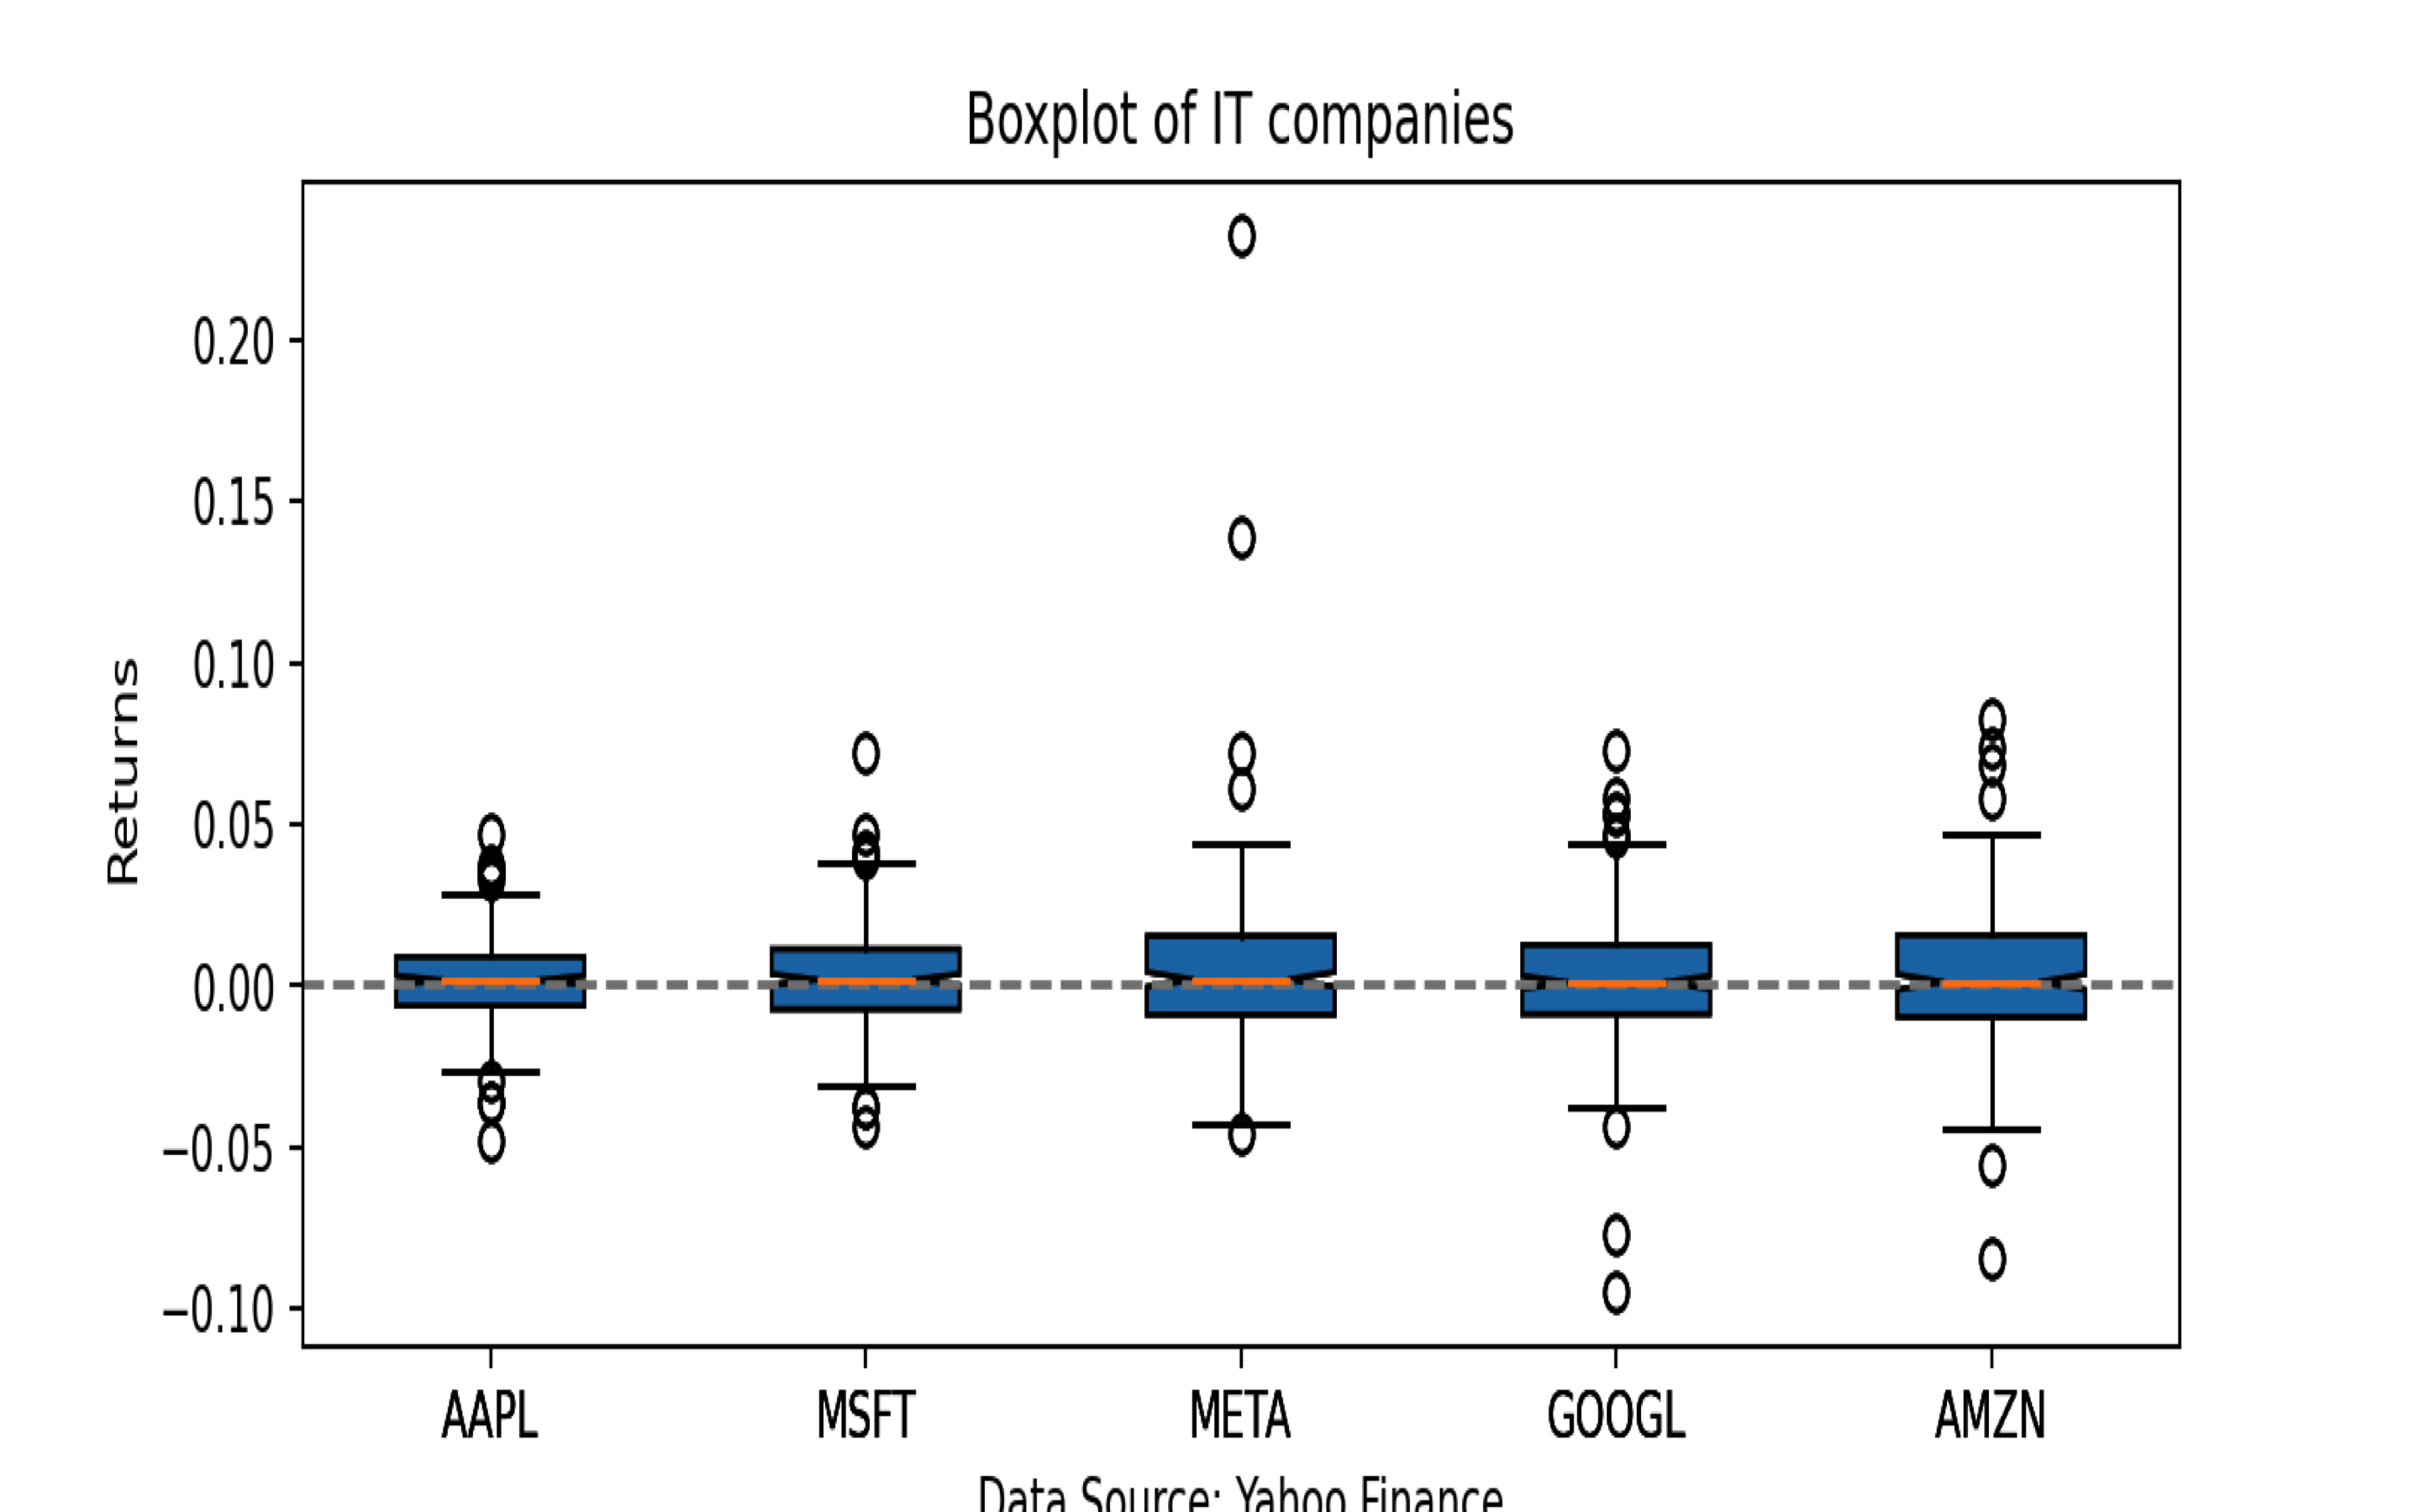 Boxplot of IT companies
Returns
0.20
0.15
0.10
0.05
0.00
−0.05
−0.10
AAPL MSFT META GOOGL AMZN
Data Source: Yahoo Finance